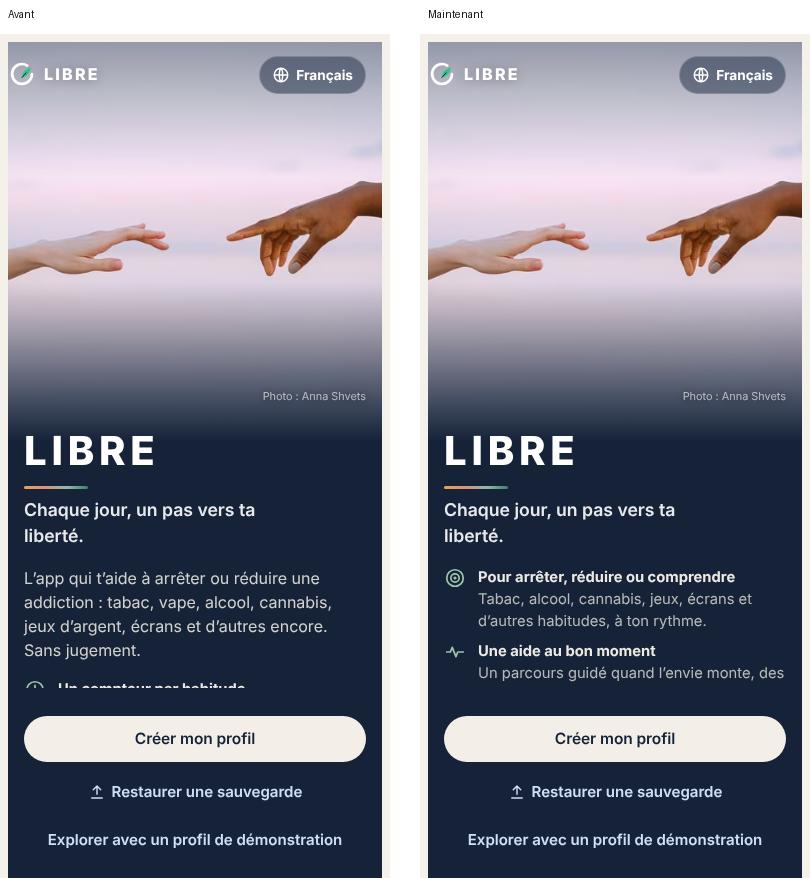 Avant
LIBRE
Français
Photo : Anna Shvets
LIBRE
Chaque jour, un pas vers ta
liberté.
L’app qui t’aide à arrêter ou réduire une
addiction : tabac, vape, alcool, cannabis,
jeux d’argent, écrans et d’autres encore.
Sans jugement.
Un compteur par habitude
Créer mon profil
Restaurer une sauvegarde
Explorer avec un profil de démonstration
Maintenant
LIBRE
Français
Photo : Anna Shvets
LIBRE
Chaque jour, un pas vers ta
liberté.
Pour arrêter, réduire ou comprendre
Tabac, alcool, cannabis, jeux, écrans et
d’autres habitudes, à ton rythme.
Une aide au bon moment
Un parcours guidé quand l’envie monte, des
Créer mon profil
Restaurer une sauvegarde
Explorer avec un profil de démonstration